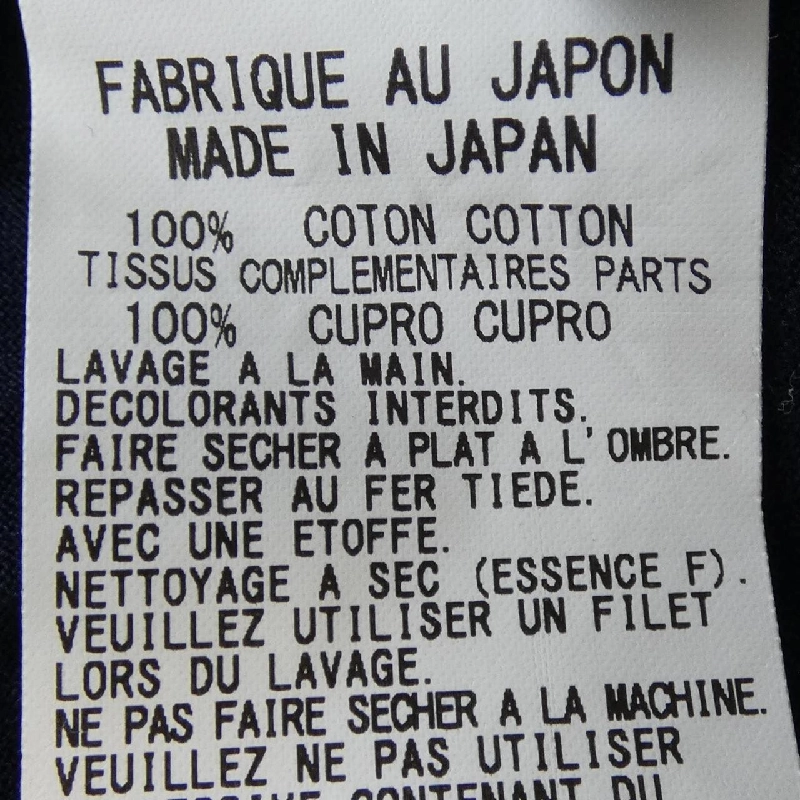 FABRIQUE AU JAPON
MADE IN JAPAN
100% COTON COTTON
TISSUS COMPLEMENTAIRES PARTS
100% CUPRO CUPRO
LAVAGE A LA MAIN.
DECOLORANTS INTERDITS.
FAIRE SECHER A PLAT A L'OMBRE.
REPASSER AU FER TIEDE.
AVEC UNE ETOFFE.
NETTOYAGE A SEC (ESSENCE F).
VEUILLEZ UTILISER UN FILET
LORS DU LAVAGE.
NE PAS FAIRE SECHER A LA MACHINE.
VEUILLEZ NE PAS UTILISER
CONTENANT DU